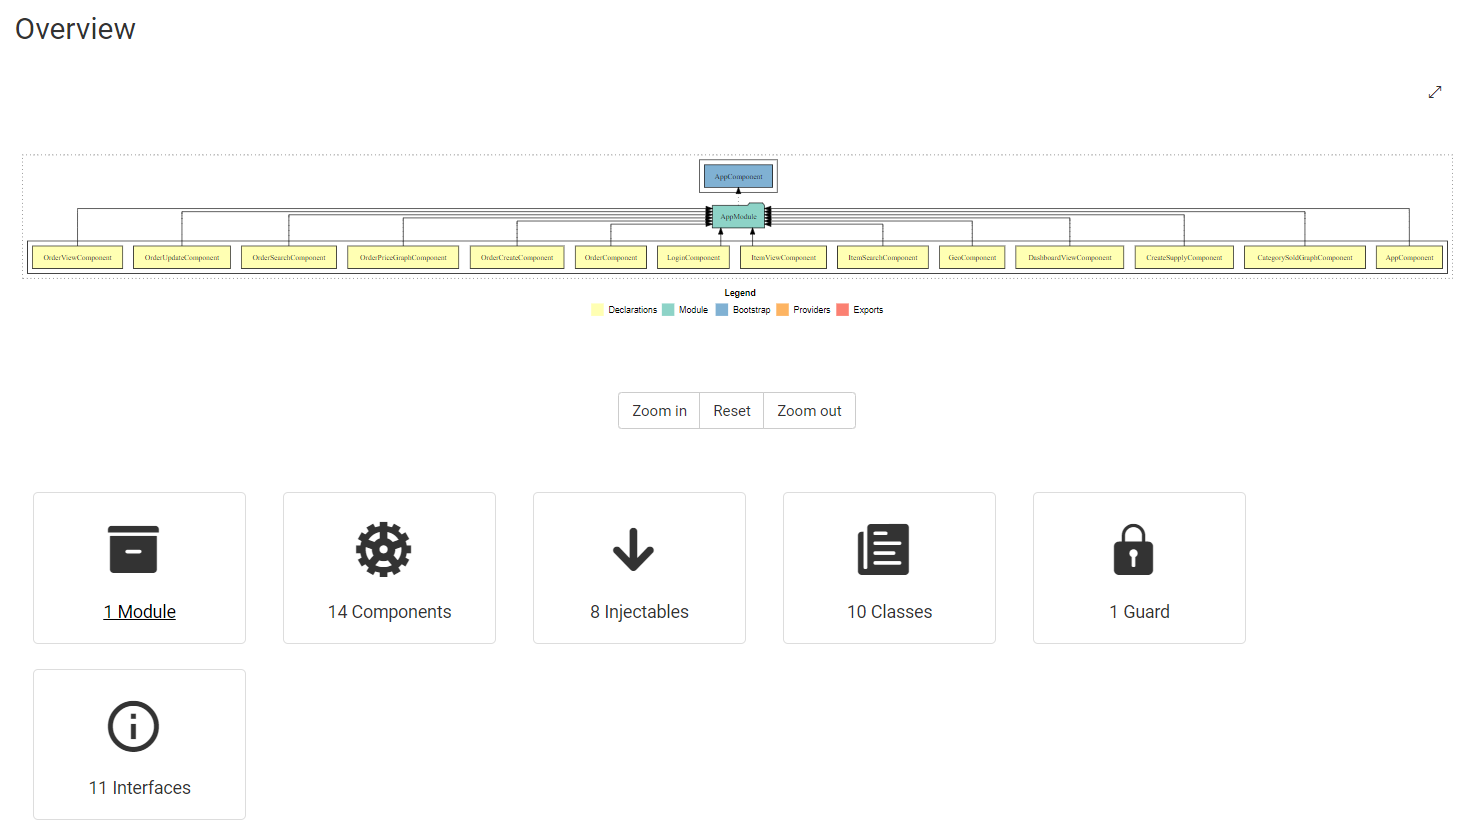 Overview
AppComponent
AppModule
OrderViewComponent OrderUpdateComponent OrderSearchComponent OrderPriceGraphComponent OrderCreateComponent OrderComponent LoginComponent ItemViewComponent ItemSearchComponent GeoComponent DashboardViewComponent CreateSupplyComponent CategorySoldGraphComponent AppComponent
Legend
Declarations Module Bootstrap Providers Exports
Zoom in Reset Zoom out
1 Module 14 Components 8 Injectables 10 Classes 1 Guard
11 Interfaces